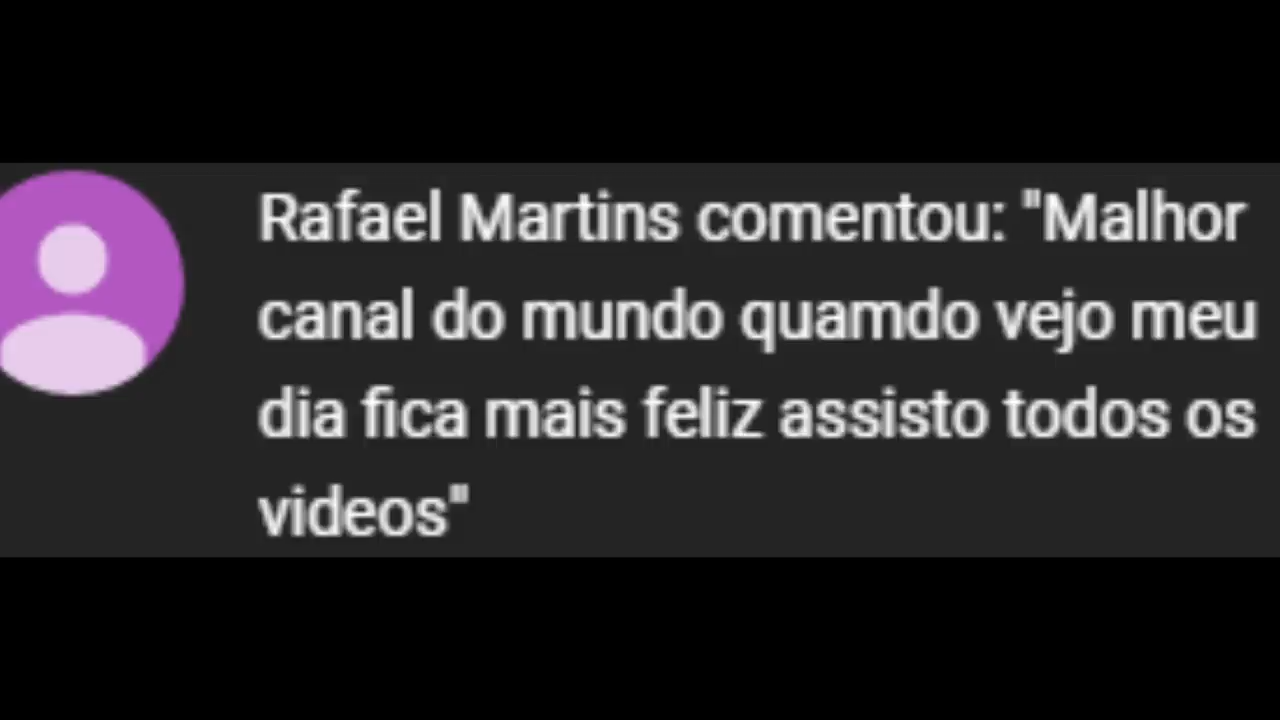 Rafael Martins comentou: "Malhor
canal do mundo quamdo vejo meu
dia fica mais feliz assisto todos os
videos"